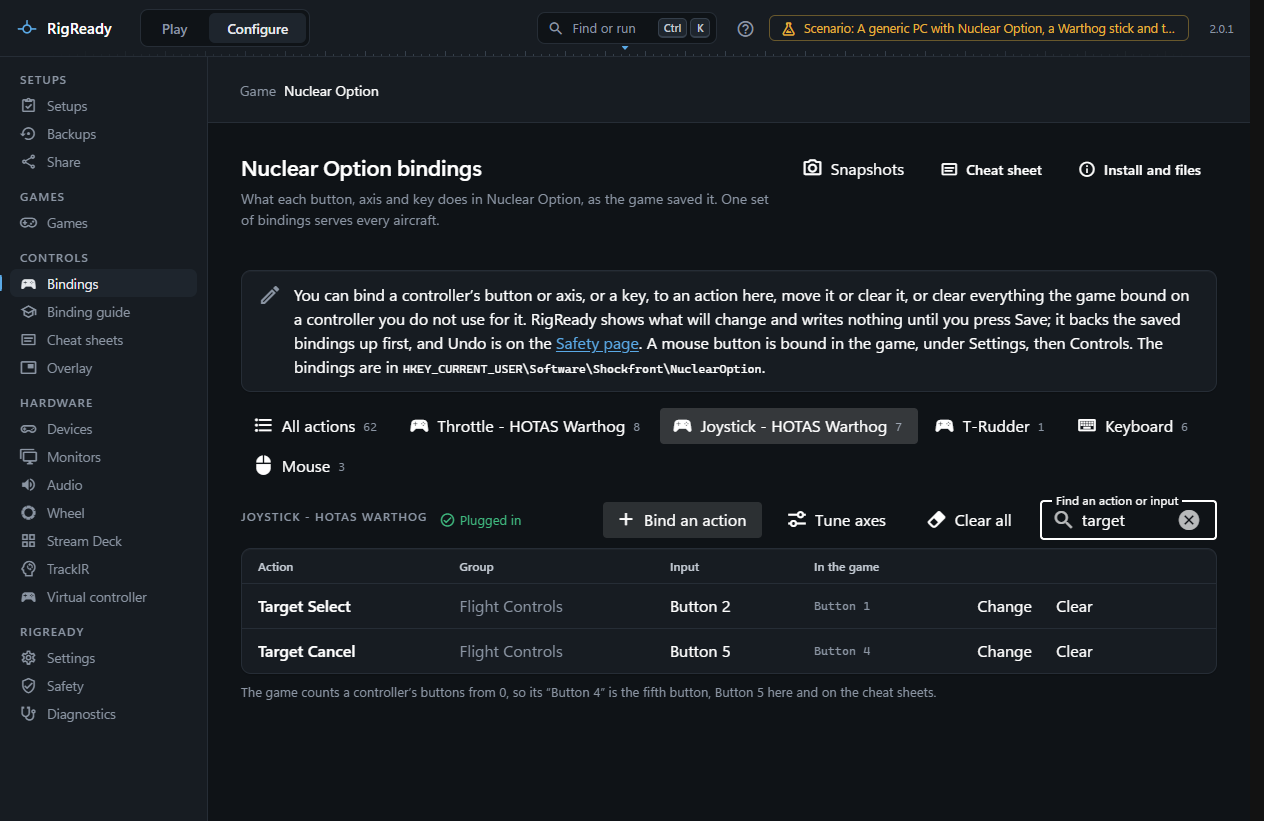 RigReady
Play
Configure
Find or run
Ctrl
K
Scenario: A generic PC with Nuclear Option, a Warthog stick and t...
2.0.1
SETUPS
Setups
Backups
Share
GAMES
Games
CONTROLS
Bindings
Binding guide
Cheat sheets
Overlay
HARDWARE
Devices
Monitors
Audio
Wheel
Stream Deck
TrackIR
Virtual controller
RIGREADY
Settings
Safety
Diagnostics
Game Nuclear Option
Nuclear Option bindings
Snapshots
Cheat sheet
Install and files
What each button, axis and key does in Nuclear Option, as the game saved it. One set
of bindings serves every aircraft.
You can bind a controller’s button or axis, or a key, to an action here, move it or clear it, or clear everything the game bound on
a controller you do not use for it. RigReady shows what will change and writes nothing until you press Save; it backs the saved
bindings up first, and Undo is on the Safety page. A mouse button is bound in the game, under Settings, then Controls. The
bindings are in HKEY_CURRENT_USER\Software\Shockfront\NuclearOption.
All actions 62
Throttle - HOTAS Warthog 8
Joystick - HOTAS Warthog 7
T-Rudder 1
Keyboard 6
Mouse 3
JOYSTICK - HOTAS WARTHOG
Plugged in
Bind an action
Tune axes
Clear all
Find an action or input
target
Action Group Input In the game
Target Select Flight Controls Button 2 Button 1 Change Clear
Target Cancel Flight Controls Button 5 Button 4 Change Clear
The game counts a controller’s buttons from 0, so its “Button 4” is the fifth button, Button 5 here and on the cheat sheets.